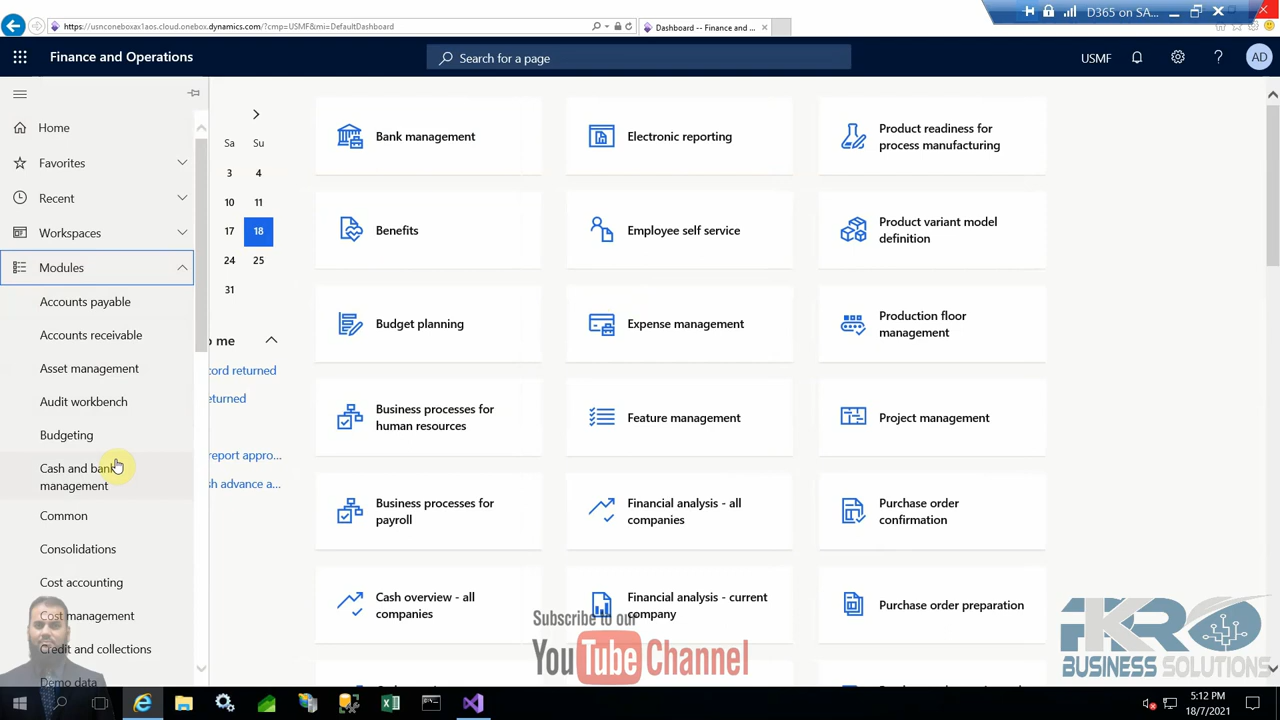 https://usnconeboxax1aos.cloud.onebox.dynamics.com/?cmp=USMF&mi=DefaultDashboard
Dashboard -- Finance and ...
D365 on SA...
Finance and Operations
Search for a page
USMF
AD
Home
Favorites
Recent
Workspaces
Modules
Accounts payable
Accounts receivable
Asset management
Audit workbench
Budgeting
Cash and bank
management
Common
Consolidations
Cost accounting
Cost management
Credit and collections
Demo data
Sa Su
3 4
10 11
17 18
24 25
31
o me
cord returned
eturned
report appro...
sh advance a...
Bank management
Electronic reporting
Product readiness for
process manufacturing
Benefits
Employee self service
Product variant model
definition
Budget planning
Expense management
Production floor
management
Business processes for
human resources
Feature management
Project management
Business processes for
payroll
Financial analysis - all
companies
Purchase order
confirmation
Cash overview - all
companies
Financial analysis - current
company
Purchase order preparation
Subscribe to our
YouTube Channel
KRO
BUSINESS SOLUTIONS
5:12 PM
18/7/2021